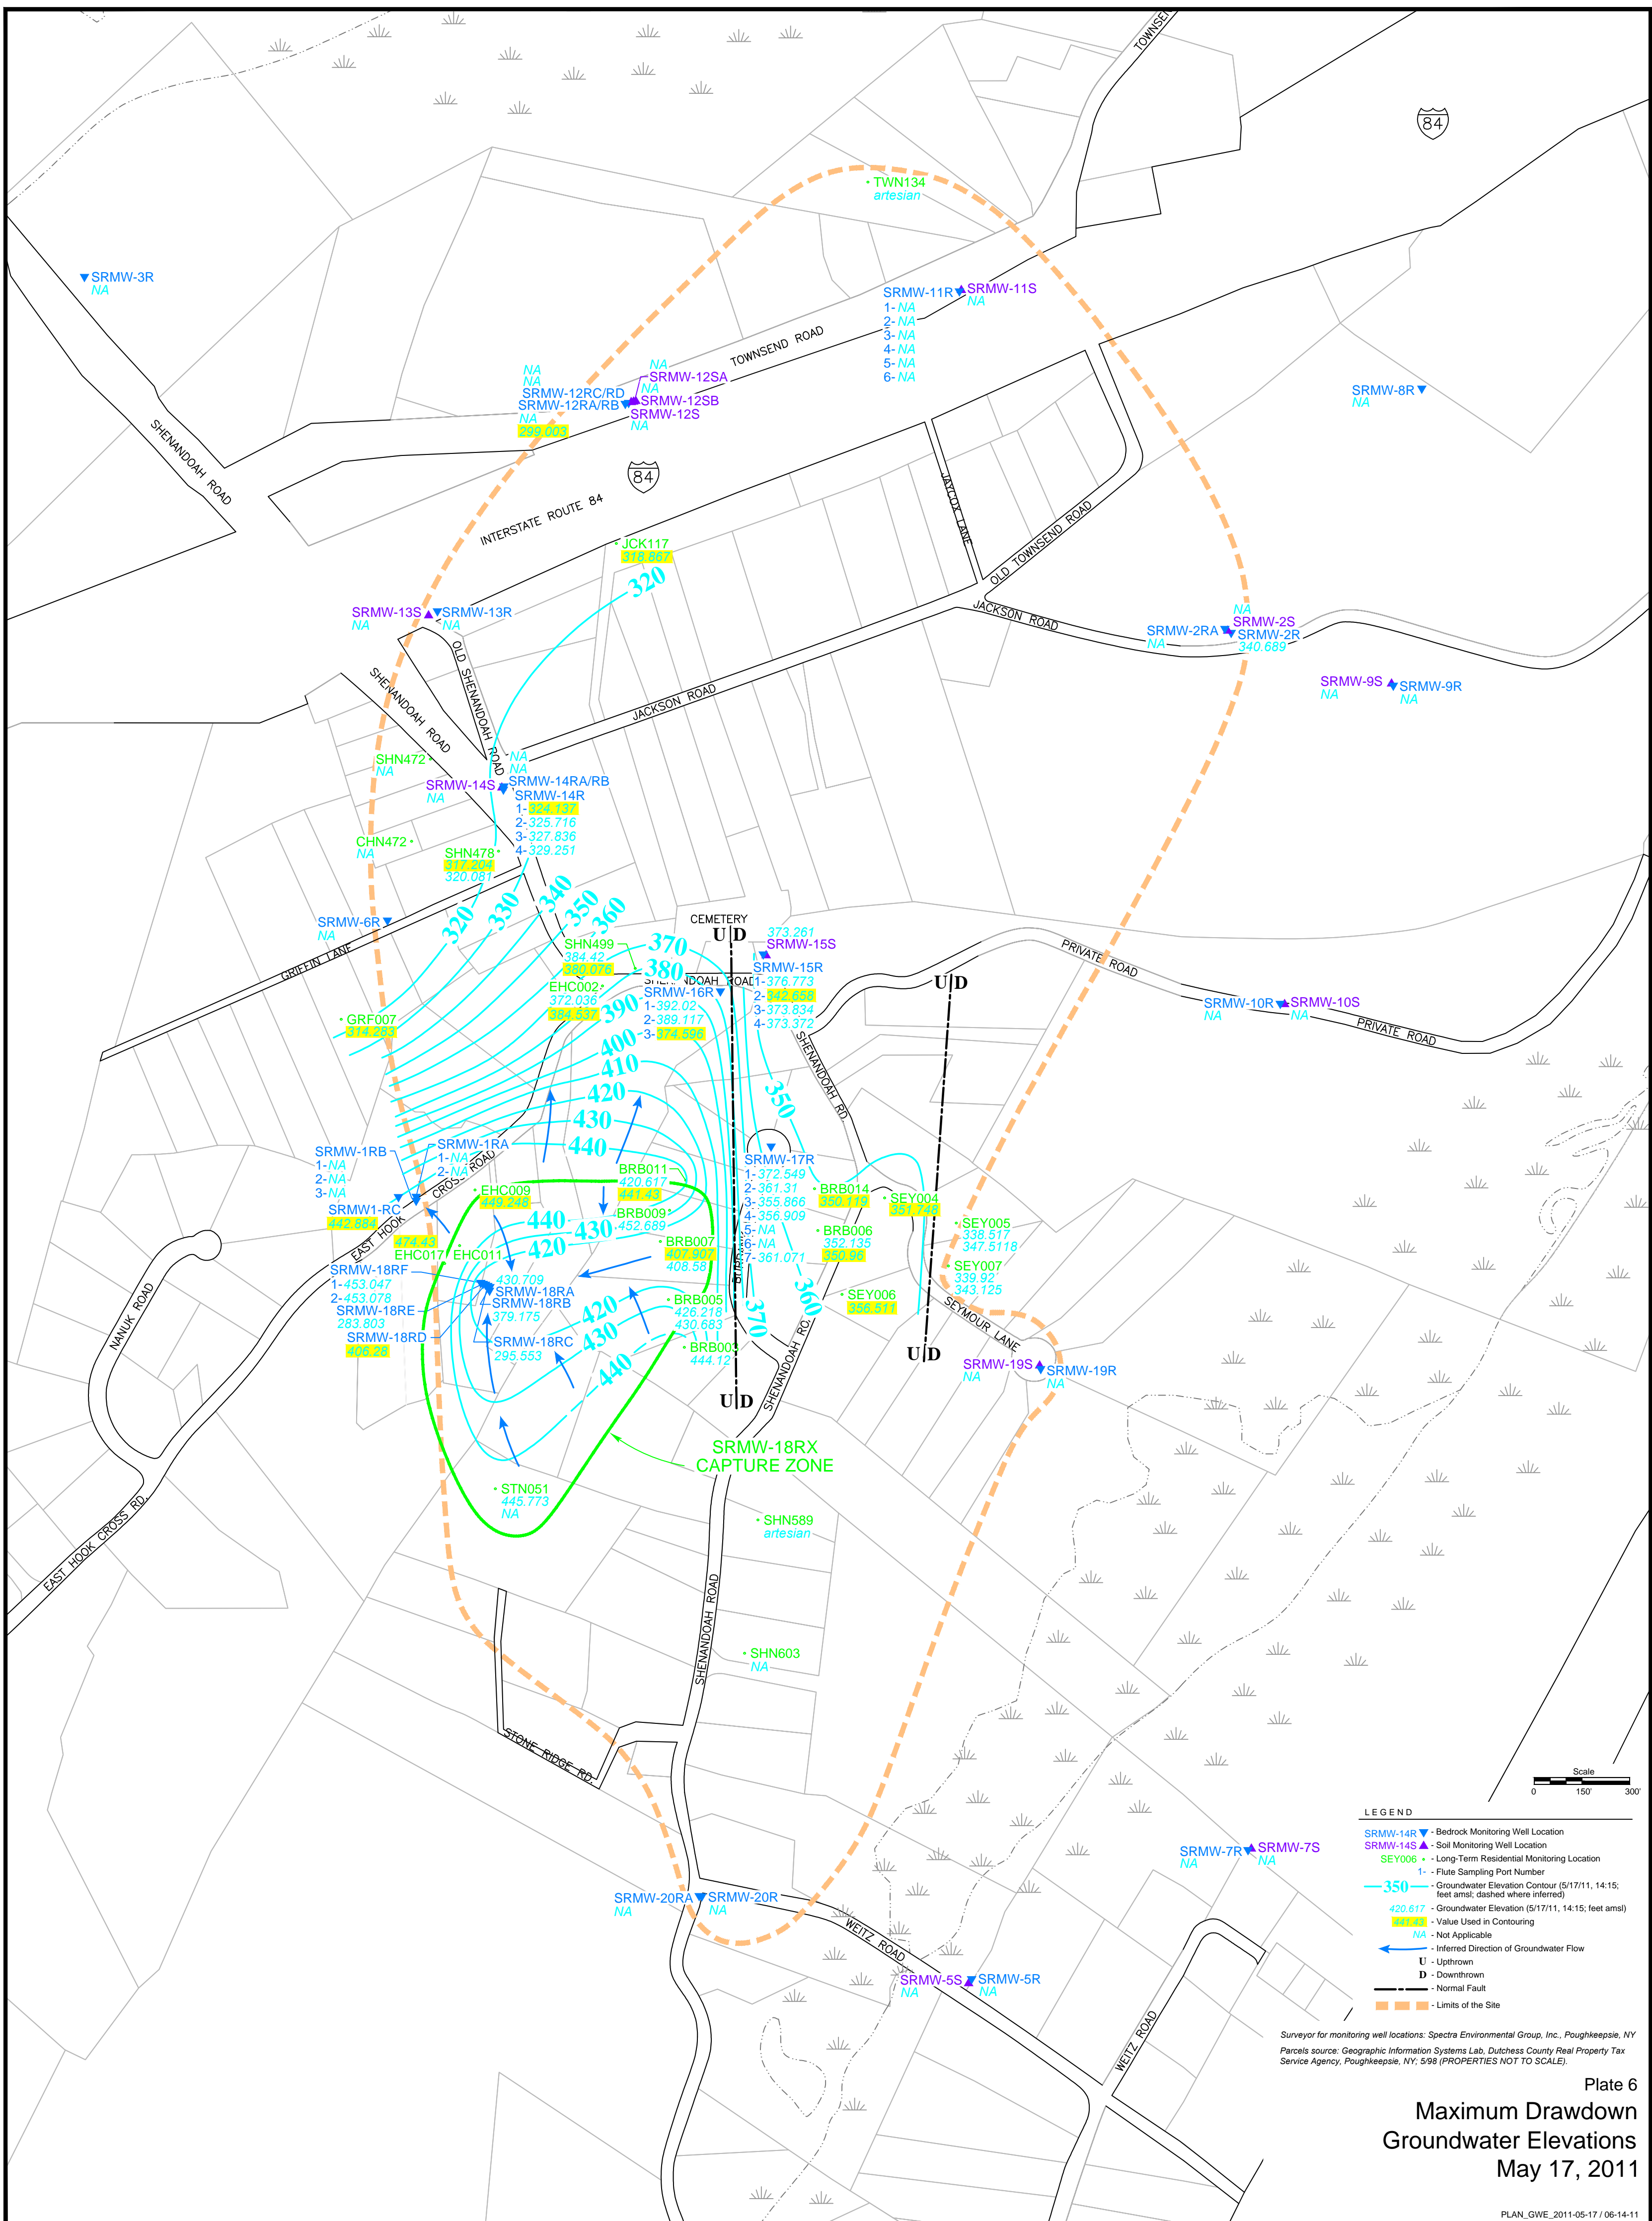 TOWNSEN
84
TWN134
artesian
SRMW-3R
NA
SRMW-11R
SRMW-11S
NA
1- NA
2- NA
3- NA
4- NA
5- NA
6- NA
TOWNSEND ROAD
NA
NA
SRMW-12RC/RD
SRMW-12RA/RB
NA
299.003
NA
SRMW-12SA
NA
SRMW-12SB
SRMW-12S
NA
SRMW-8R
NA
SHENANDOAH ROAD
84
INTERSTATE ROUTE 84
JAYCOX LANE
OLD TOWNSEND ROAD
JCK117
318.867
320
SRMW-13S
NA
SRMW-13R
NA
JACKSON ROAD
NA
SRMW-2S
SRMW-2RA
NA
SRMW-2R
340.689
OLD SHENANDOAH ROAD
SHENANDOAH ROAD
JACKSON ROAD
SRMW-9S
NA
SRMW-9R
NA
SHN472
NA
NA
NA
SRMW-14S
NA
SRMW-14RA/RB
SRMW-14R
1- 324.137
2- 325.716
3- 327.836
4- 329.251
CHN472
NA
SHN478
317.204
320.081
320
330
340
350
360
SRMW-6R
NA
GRIFFIN LANE
CEMETERY
U D
373.261
SRMW-15S
SHN499
384.42
380.076
370
380
SHENANDOAH ROAD
SRMW-15R
1- 376.773
2- 342.658
3- 373.834
4- 373.372
EHC002
372.036
384.537
SRMW-16R
1- 392.02
2- 389.117
3- 374.596
PRIVATE ROAD
U D
SRMW-10R
NA
SRMW-10S
NA
PRIVATE ROAD
GRF007
314.283
390
400
410
420
430
440
350
SHENANDOAH RD.
SRMW-1RB
1- NA
2- NA
3- NA
SRMW-1RA
1- NA
2- NA
SRMW1-RC
442.884
EAST HOOK CROSS ROAD
EHC009
449.248
BRB011
420.617
441.43
BRB009
452.689
SRMW-17R
1- 372.549
2- 361.31
3- 355.866
4- 356.909
5- NA
6- NA
7- 361.071
BRB014
350.119
SEY004
351.748
BRB006
352.135
350.96
SEY005
338.517
347.5118
SEY007
339.92
343.125
SEY006
356.511
440
430
420
BRB007
407.907
408.58
474.43
EHC017
EHC011
SRMW-18RF
1- 453.047
2- 453.078
SRMW-18RE
283.803
SRMW-18RD
406.28
430.709
SRMW-18RA
SRMW-18RB
379.175
SRMW-18RC
295.553
BRB005
426.218
430.683
444.12
420
430
440
360
370
NANUK ROAD
SEYMOUR LANE
U D
U D
SHENANDOAH RD.
SRMW-19S
NA
SRMW-19R
NA
SRMW-18RX
CAPTURE ZONE
STN051
445.773
NA
SHN589
artesian
EAST HOOK CROSS RD.
SHENANDOAH ROAD
SHN603
NA
STONE RIDGE RD.
SRMW-20RA
NA
SRMW-20R
NA
WEITZ ROAD
SRMW-5S
NA
SRMW-5R
NA
SRMW-7R
NA
SRMW-7S
NA
WEITZ ROAD
Scale
0 150' 300'
LEGEND
SRMW-14R - Bedrock Monitoring Well Location
SRMW-14S - Soil Monitoring Well Location
SEY006 - Long-Term Residential Monitoring Location
1- - Flute Sampling Port Number
350 - Groundwater Elevation Contour (5/17/11, 14:15;
feet amsl; dashed where inferred)
420.617 - Groundwater Elevation (5/17/11, 14:15; feet amsl)
441.43 - Value Used in Contouring
NA - Not Applicable
- Inferred Direction of Groundwater Flow
U - Upthrown
D - Downthrown
- Normal Fault
- Limits of the Site
Surveyor for monitoring well locations: Spectra Environmental Group, Inc., Poughkeepsie, NY
Parcels source: Geographic Information Systems Lab, Dutchess County Real Property Tax
Service Agency, Poughkeepsie, NY; 5/98 (PROPERTIES NOT TO SCALE).
Plate 6
Maximum Drawdown
Groundwater Elevations
May 17, 2011
PLAN_GWE_2011-05-17 / 06-14-11